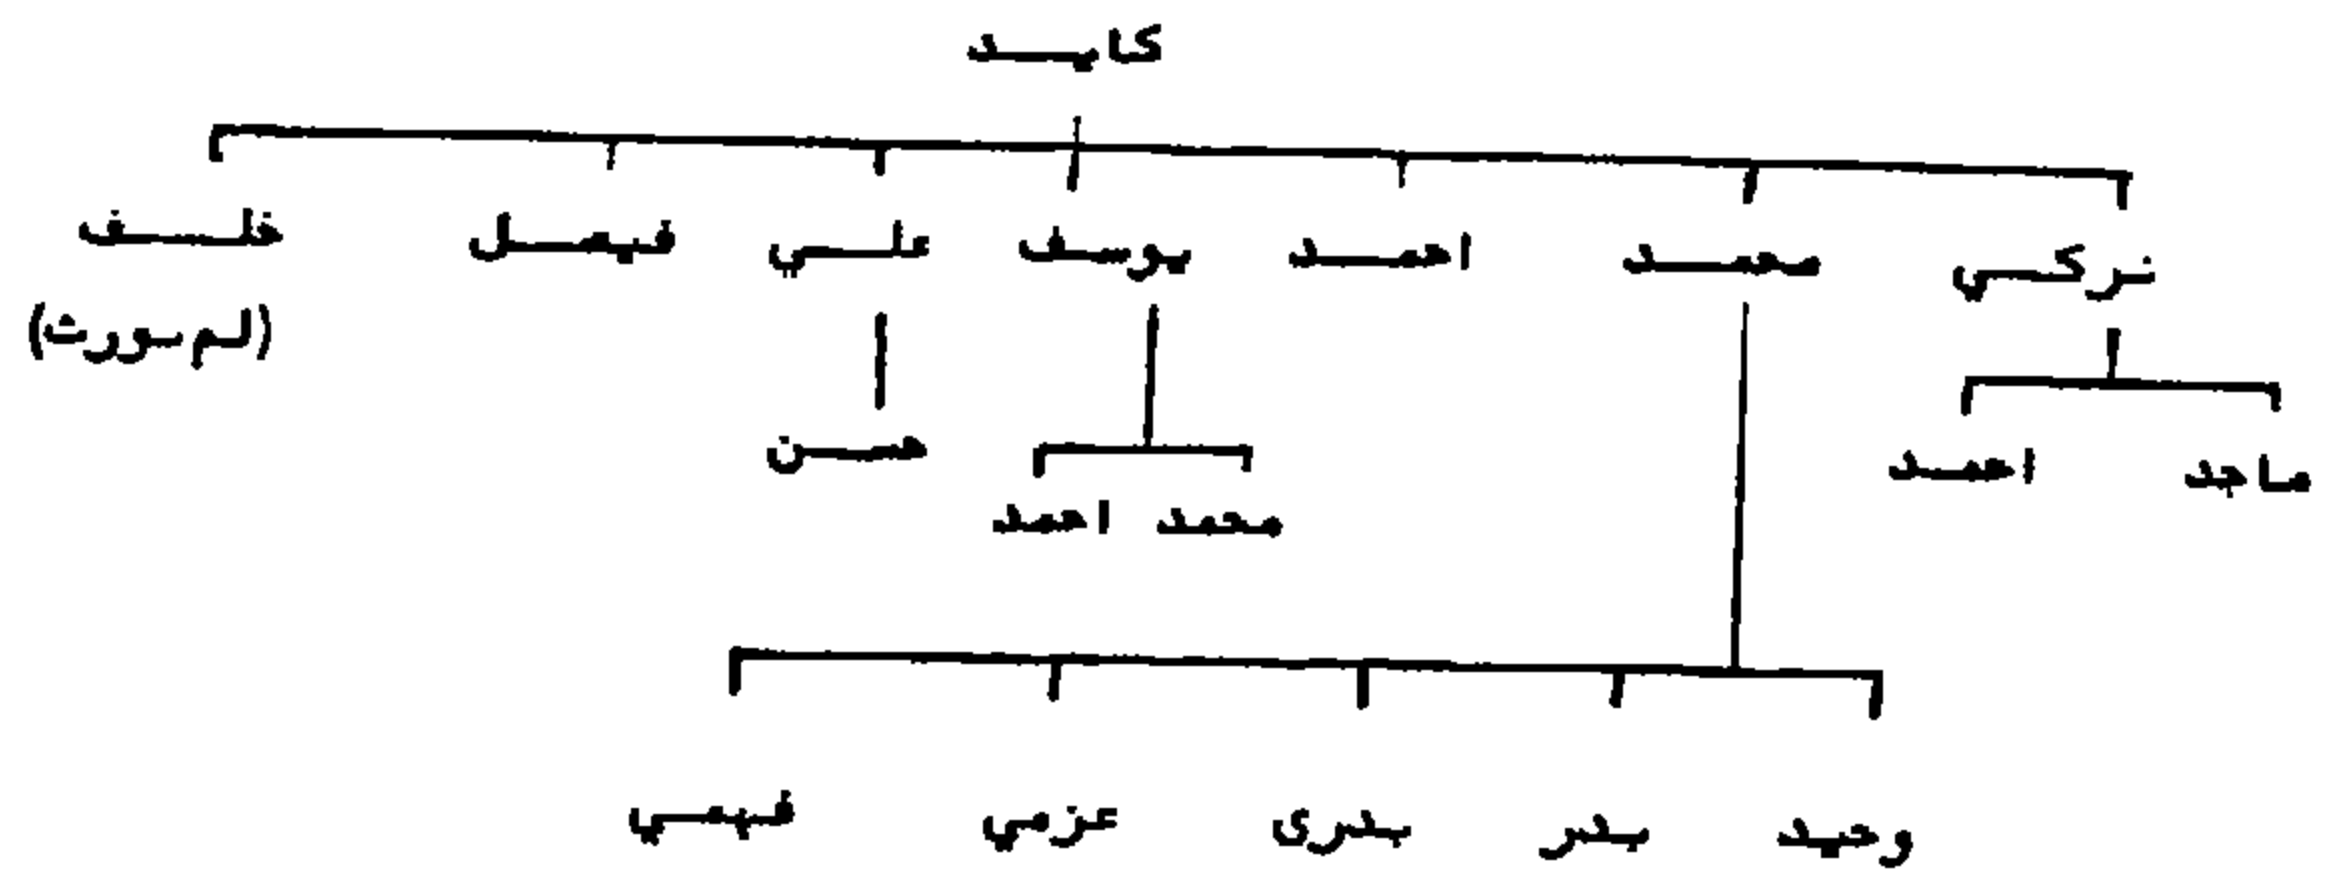 كايد
تركي محمد احمد يوسف علي فيصل خلف
(لم يورث)
ماجد احمد
حسن
محمد احمد
وحيد بدر بدرى عزمي فهمي